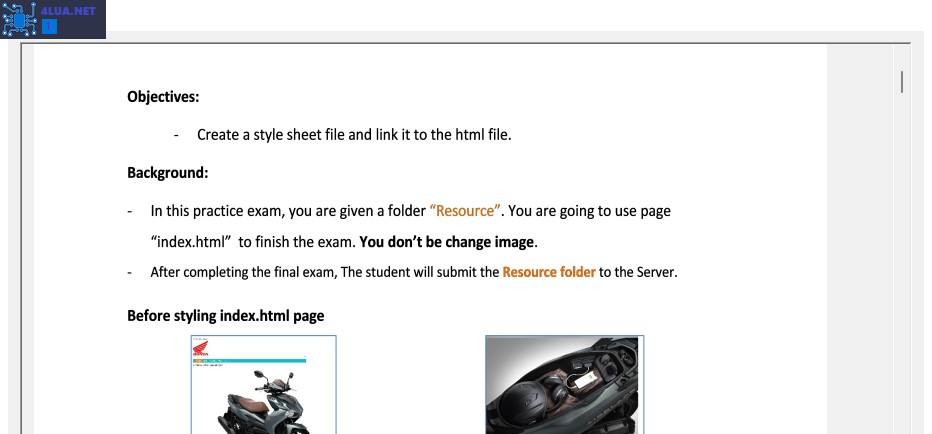 4LUA.NET
1
Objectives:
- Create a style sheet file and link it to the html file.
Background:
- In this practice exam, you are given a folder “Resource”. You are going to use page
“index.html” to finish the exam. You don’t be change image.
- After completing the final exam, The student will submit the Resource folder to the Server.
Before styling index.html page
HONDA